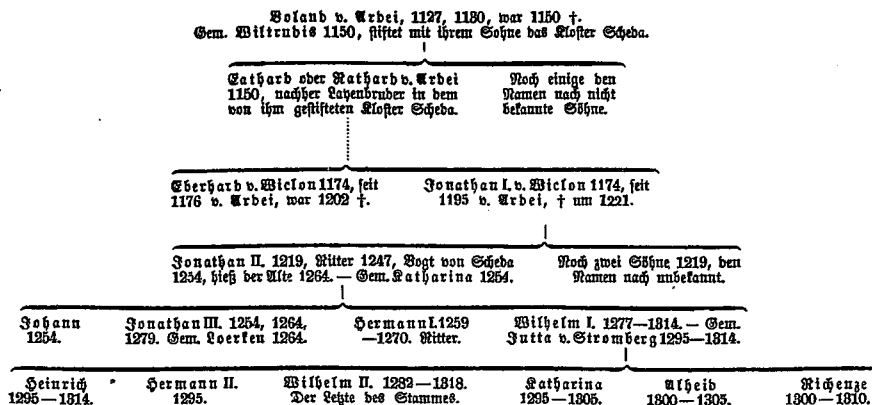 Boland v. Arbei, 1127, 1130, war 1150 †.
Gem. Wiltrudis 1150, stiftet mit ihrem Sohne das Kloster Scheda.
Eathard oder Rathard v. Arbei
1150, nachher Layenbruder in dem
von ihm gestifteten Kloster Scheda.
Noch einige den
Namen nach nicht
bekannte Söhne.
Eberhard v. Wiclon 1174, seit
1176 v. Arbei, war 1202 †.
Jonathan I. v. Wiclon 1174, seit
1195 v. Arbei, † um 1221.
Jonathan II. 1219, Ritter 1247, Vogt von Scheda
1254, hieß der Alte 1264. — Gem. Katharina 1254.
Noch zwei Söhne 1219, den
Namen nach unbekannt.
Johann
1254.
Jonathan III. 1254, 1264,
1279. Gem. Loerken 1264.
Hermann I. 1259
—1270. Ritter.
Wilhelm I. 1277—1314. — Gem.
Jutta v. Stromberg 1295—1314.
Heinrich
1295—1314.
Hermann II.
1295.
Wilhelm II. 1282—1318.
Der Letzte des Stammes.
Katharina
1295—1305.
Alheid
1300—1305.
Richenze
1300—1310.